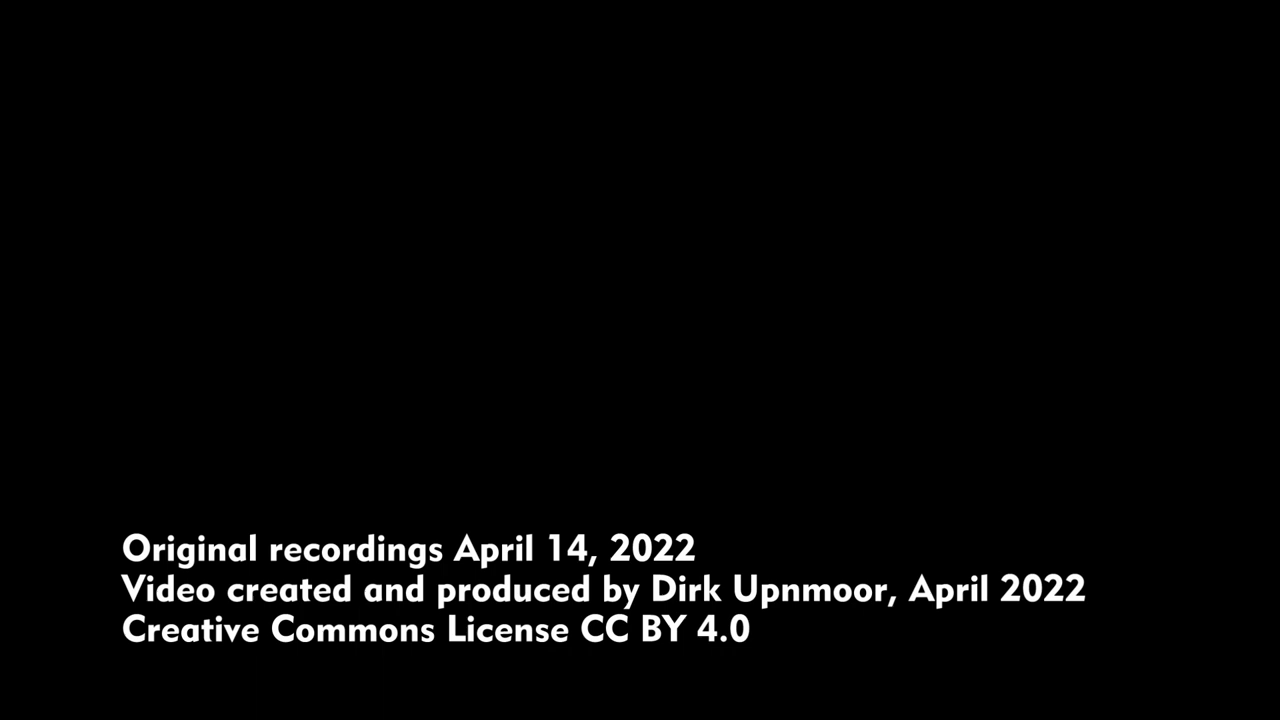 Original recordings April 14, 2022
Video created and produced by Dirk Upnmoor, April 2022
Creative Commons License CC BY 4.0